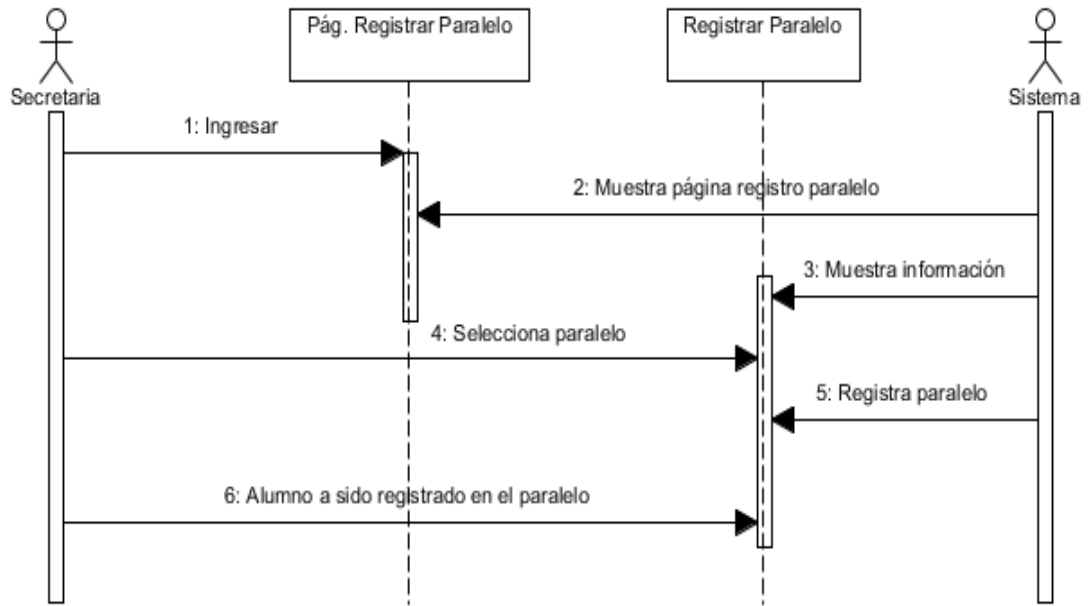 Pág. Registrar Paralelo
Registrar Paralelo
Secretaria
Sistema
1: Ingresar
2: Muestra página registro paralelo
3: Muestra información
4: Selecciona paralelo
5: Registra paralelo
6: Alumno a sido registrado en el paralelo